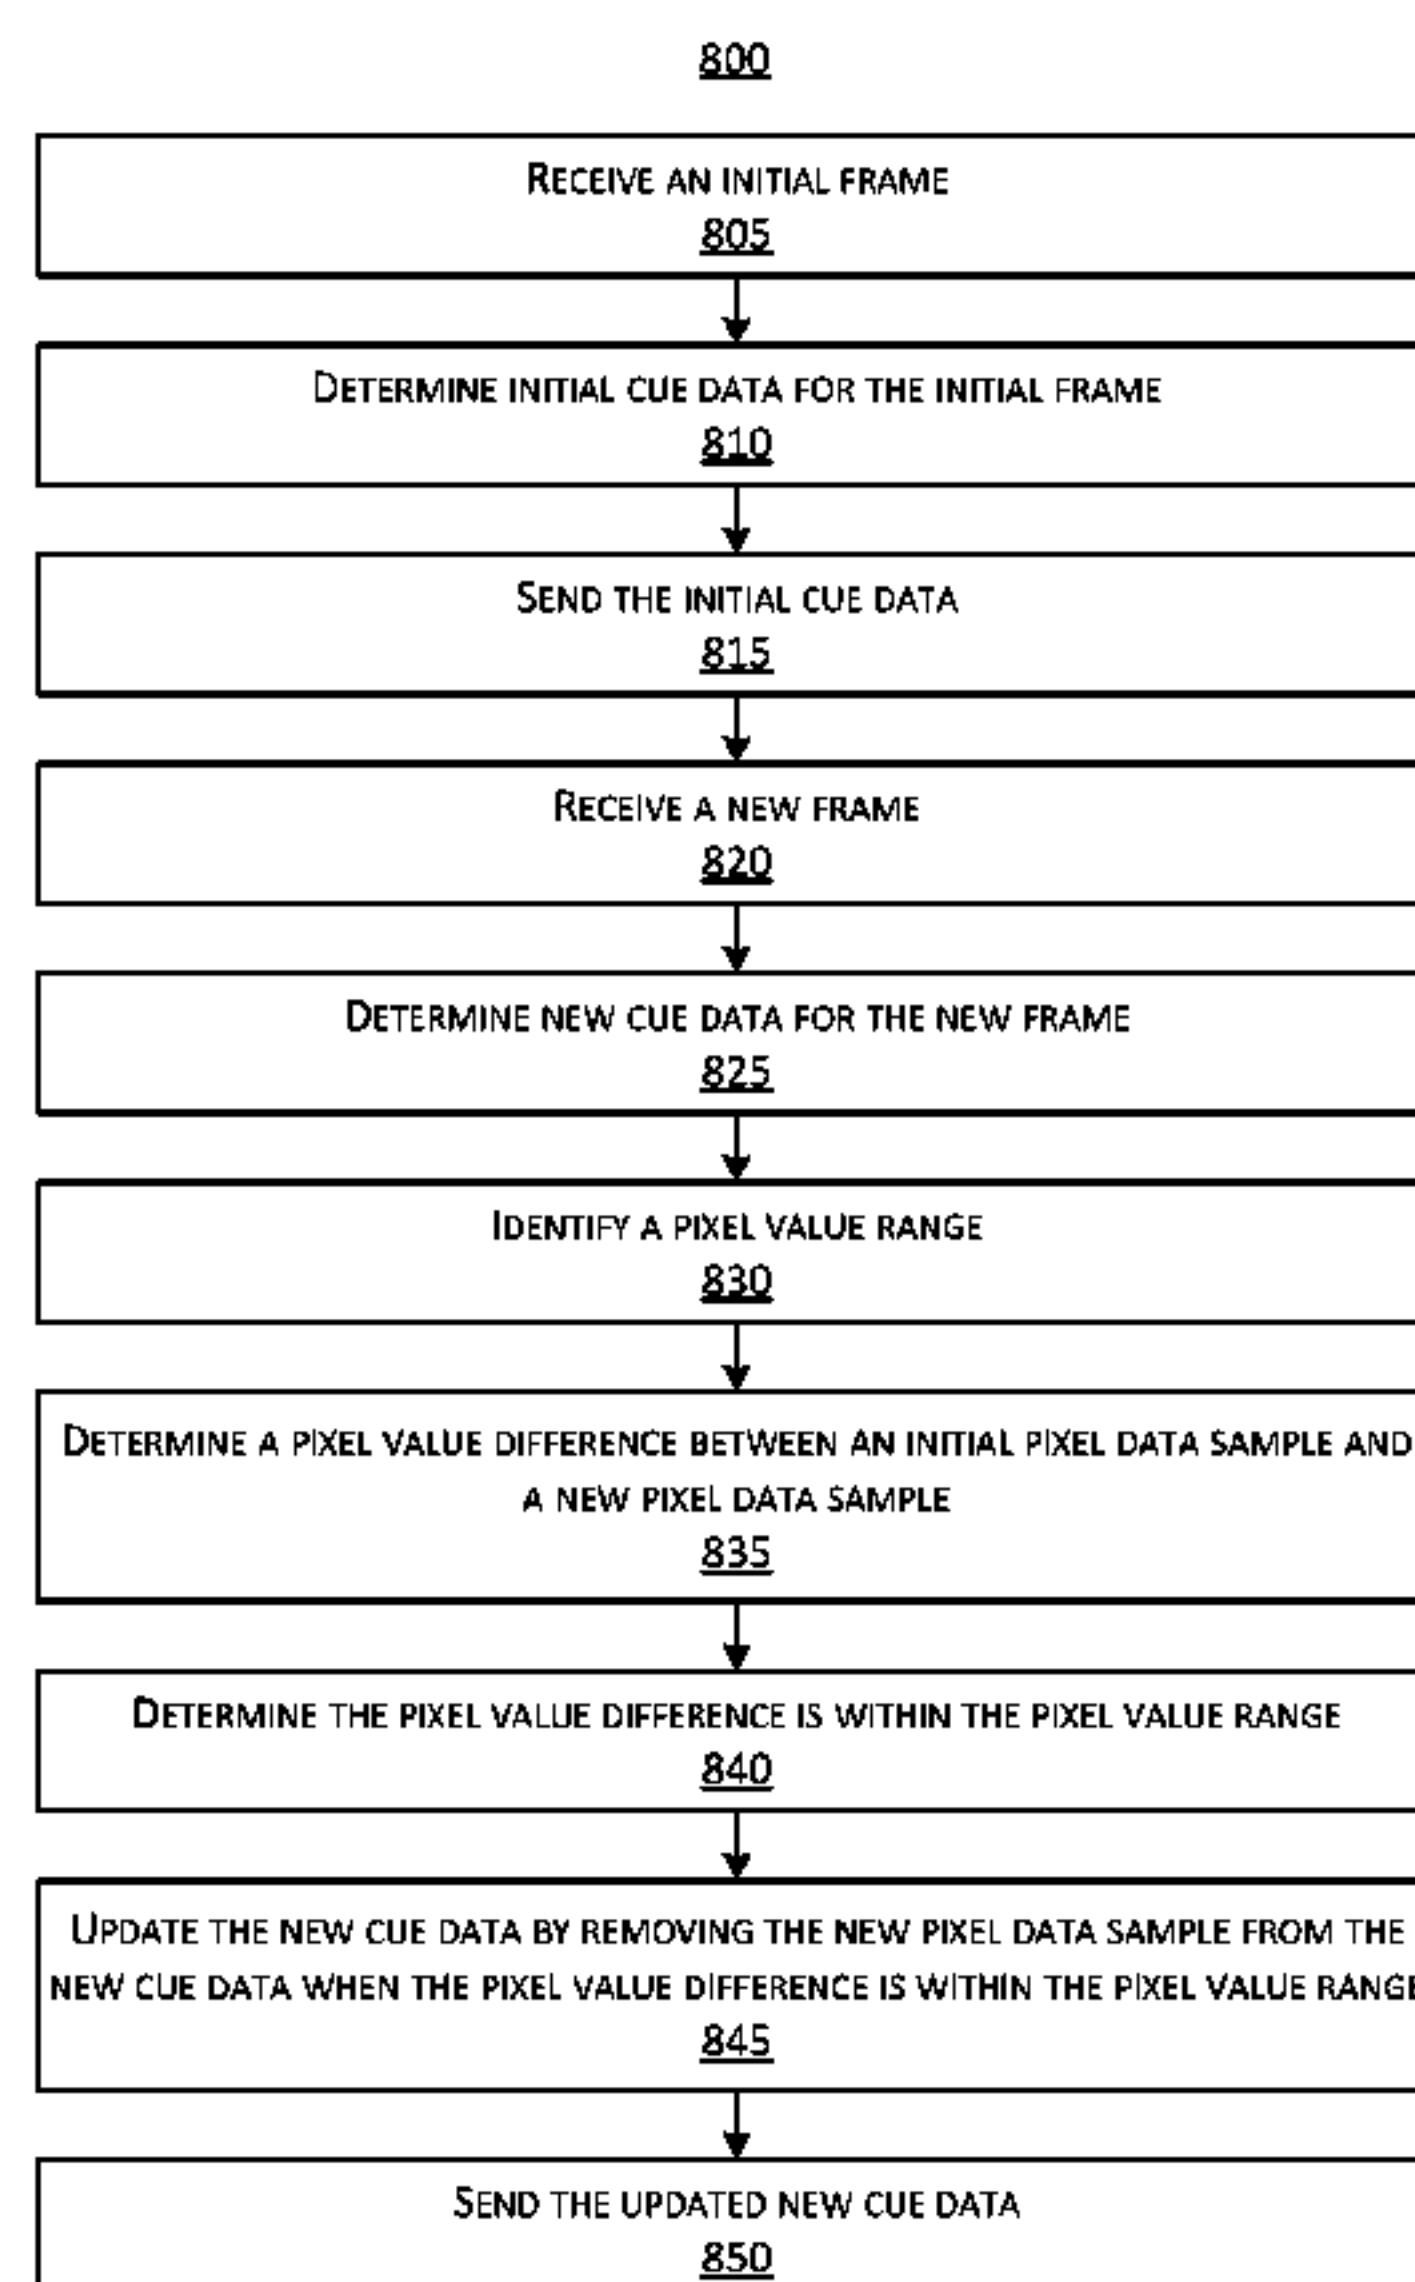 800
RECEIVE AN INITIAL FRAME
805
DETERMINE INITIAL CUE DATA FOR THE INITIAL FRAME
810
SEND THE INITIAL CUE DATA
815
RECEIVE A NEW FRAME
820
DETERMINE NEW CUE DATA FOR THE NEW FRAME
825
IDENTIFY A PIXEL VALUE RANGE
830
DETERMINE A PIXEL VALUE DIFFERENCE BETWEEN AN INITIAL PIXEL DATA SAMPLE AND
A NEW PIXEL DATA SAMPLE
835
DETERMINE THE PIXEL VALUE DIFFERENCE IS WITHIN THE PIXEL VALUE RANGE
840
UPDATE THE NEW CUE DATA BY REMOVING THE NEW PIXEL DATA SAMPLE FROM THE
NEW CUE DATA WHEN THE PIXEL VALUE DIFFERENCE IS WITHIN THE PIXEL VALUE RANGE
845
SEND THE UPDATED NEW CUE DATA
850